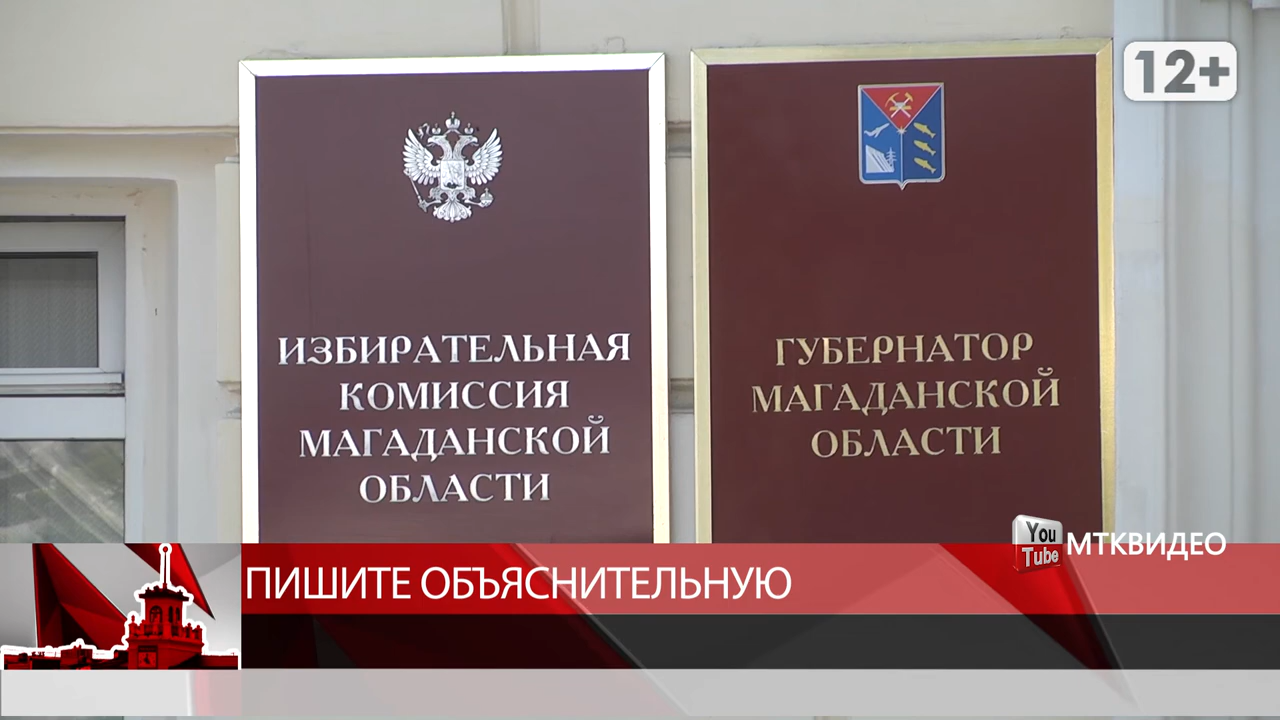 12+
ИЗБИРАТЕЛЬНАЯ
КОМИССИЯ
МАГАДАНСКОЙ
ОБЛАСТИ
ГУБЕРНАТОР
МАГАДАНСКОЙ
ОБЛАСТИ
You
Tube
МТКВИДЕО
ПИШИТЕ ОБЪЯСНИТЕЛЬНУЮ